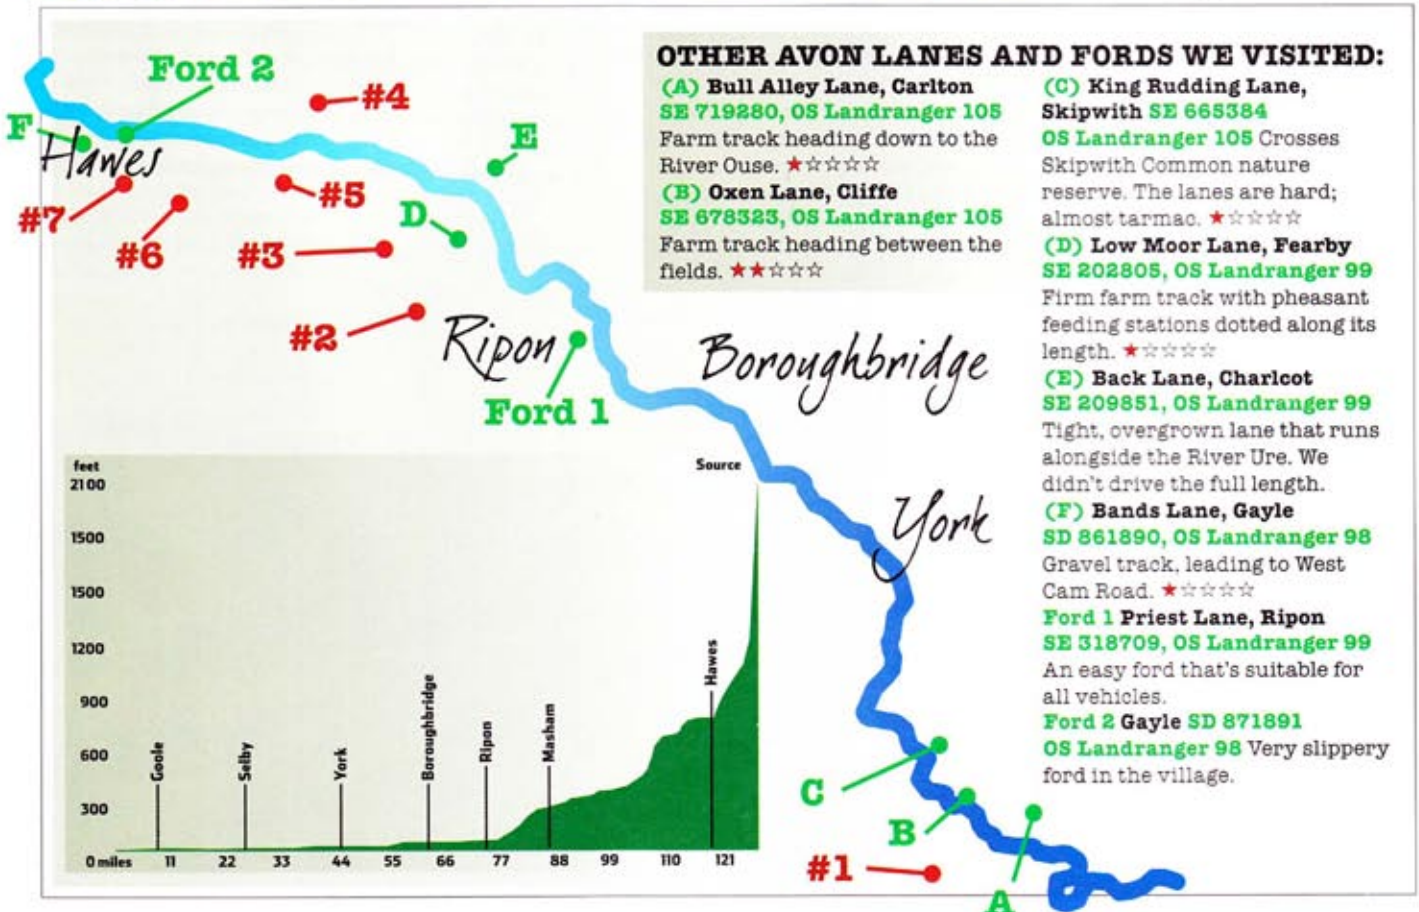 OTHER AVON LANES AND FORDS WE VISITED:
(A) Bull Alley Lane, Carlton
SE 719280, OS Landranger 105
Farm track heading down to the
River Ouse. ★☆☆☆☆
(B) Oxen Lane, Cliffe
SE 678323, OS Landranger 105
Farm track heading between the
fields. ★★☆☆☆
(C) King Rudding Lane,
Skipwith SE 665384
OS Landranger 105 Crosses
Skipwith Common nature
reserve. The lanes are hard;
almost tarmac. ★☆☆☆☆
(D) Low Moor Lane, Fearby
SE 202805, OS Landranger 99
Firm farm track with pheasant
feeding stations dotted along its
length. ★☆☆☆☆
(E) Back Lane, Charlcot
SE 209851, OS Landranger 99
Tight, overgrown lane that runs
alongside the River Ure. We
didn't drive the full length.
(F) Bands Lane, Gayle
SD 861890, OS Landranger 98
Gravel track, leading to West
Cam Road. ★☆☆☆☆
Ford 1 Priest Lane, Ripon
SE 318709, OS Landranger 99
An easy ford that's suitable for
all vehicles.
Ford 2 Gayle SD 871891
OS Landranger 98 Very slippery
ford in the village.
Ford 2
#4
F
Hawes
E
#7
#5
D
#6
#3
#2
Ripon
Boroughbridge
Ford 1
York
C
B
#1
A
feet
2100
1500
1500
1200
900
600
300
0 miles 11 22 33 44 55 66 77 88 99 110 121
Goole
Selby
York
Boroughbridge
Ripon
Masham
Hawes
Source